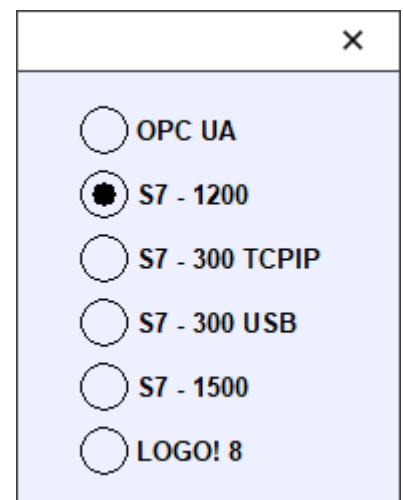 OPC UA
S7 - 1200
S7 - 300 TCPIP
S7 - 300 USB
S7 - 1500
LOGO! 8